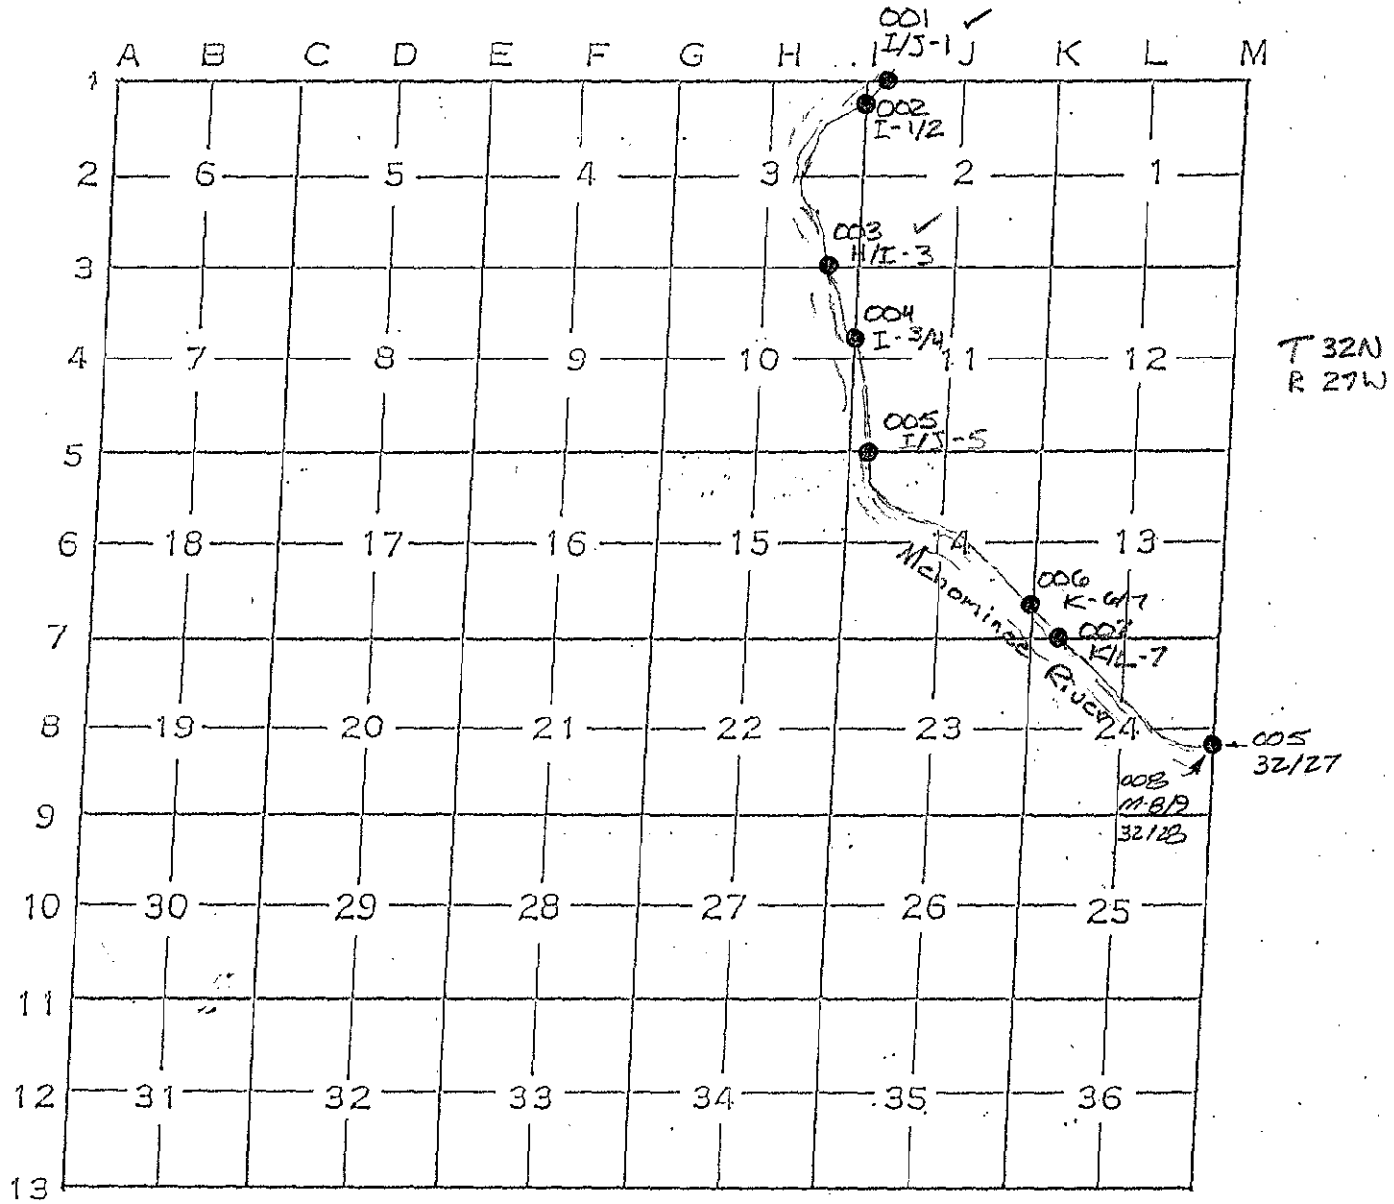 001 ✓
I/J-1
A B C D E F G H I J K L M
1
002
I-1/2
2 6 5 4 3 2 1
003 ✓
H/I-3
3
004
I-3/4
4 7 8 9 10 11 12
T 32N
R 27W
005
I/J-5
5
6 18 17 16 15 14 13
006
K-6/7
Menominee River
7
007
K/L-7
8 19 20 21 22 23 24
005
32/27
008
M-8/9
32/28
9
10 30 29 28 27 26 25
11
12 31 32 33 34 35 36
13